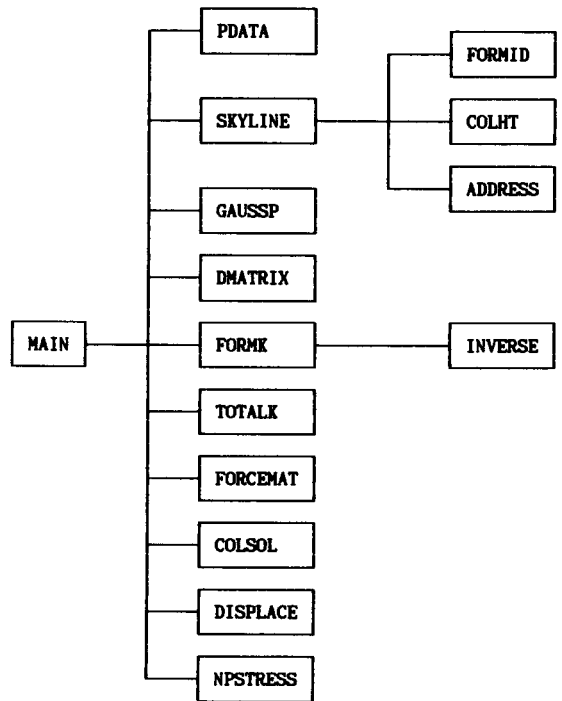 PDATA
FORMID
SKYLINE
COLHT
ADDRESS
GAUSSP
DMATRIX
MAIN
FORMK
INVERSE
TOTALK
FORCEMAT
COLSOL
DISPLACE
NPSTRESS